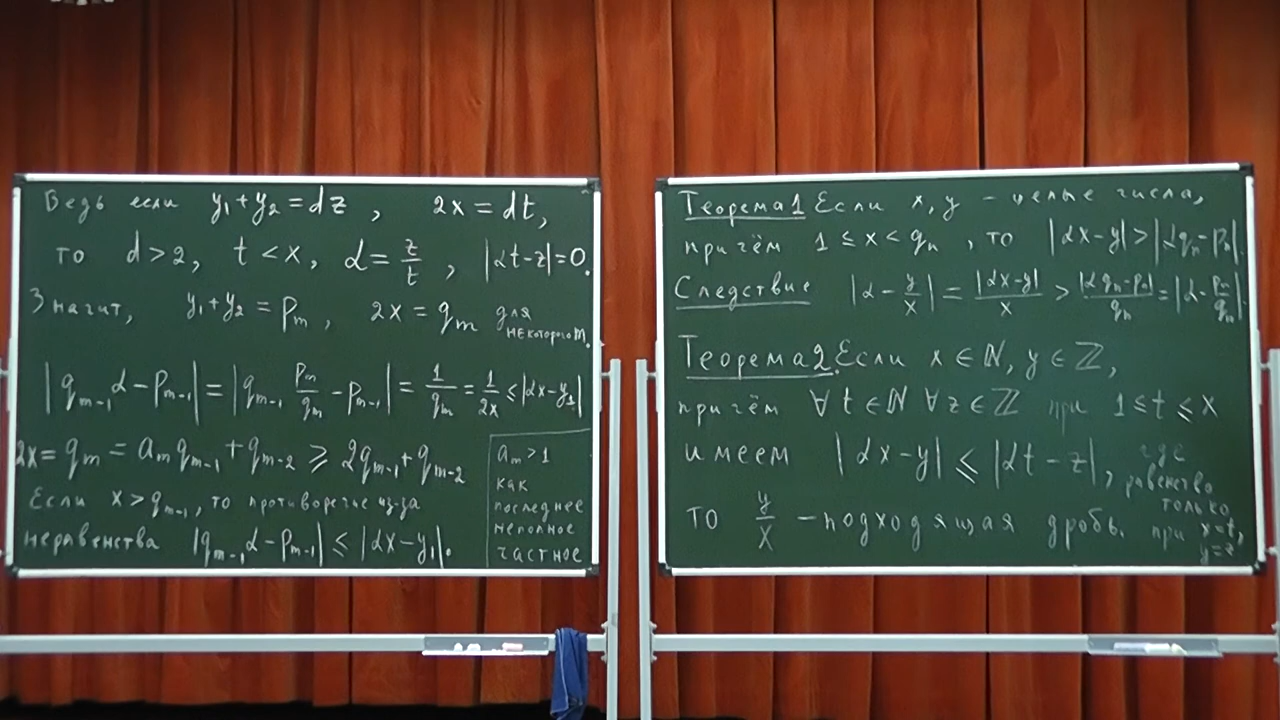 Ведь если y₁+y₂=dz, 2x=dt,
то d>2, t<x, α=z/t, |αt-z|=0.
Значит, y₁+y₂=pₘ, 2x=qₘ для некоторого m.
|qₘ₋₁α-pₘ₋₁|=|qₘ₋₁ pₘ/qₘ-pₘ₋₁|=1/qₘ=1/2x≤|αx-y₁|
2x=qₘ=aₘqₘ₋₁+qₘ₋₂⩾2qₘ₋₁+qₘ₋₂
Если x>qₘ₋₁, то противоречие из-за
неравенства |qₘ₋₁α-pₘ₋₁|≤|αx-y₁|.
aₘ>1
как
последнее
неполное
частное
Теорема 1 Если x,y - целые числа,
причём 1≤x<qₙ, то |αx-y|>|αqₙ-pₙ|.
Следствие |α-y/x|=|αx-y|/x>|αqₙ-pₙ|/qₙ=|α-pₙ/qₙ|.
Теорема 2. Если x∈ℕ, y∈ℤ,
причём ∀t∈ℕ ∀z∈ℤ при 1≤t≤x
имеем |αx-y|≤|αt-z|, где
равенство
только
при x=t,
y=z,
то y/x - подходящая дробь.